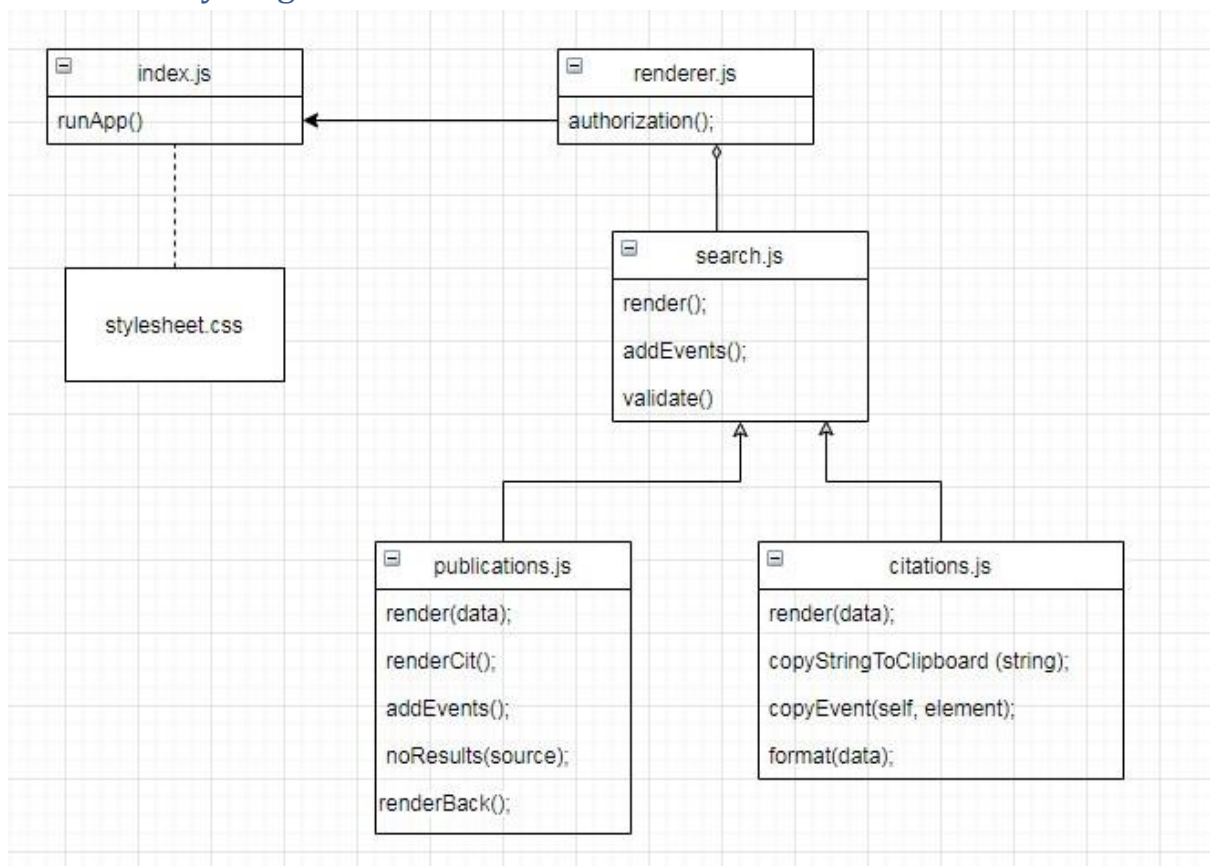 index.js
runApp()
renderer.js
authorization();
stylesheet.css
search.js
render();
addEvents();
validate()
publications.js
render(data);
renderCit();
addEvents();
noResults(source);
renderBack();
citations.js
render(data);
copyStringToClipboard (string);
copyEvent(self, element);
format(data);